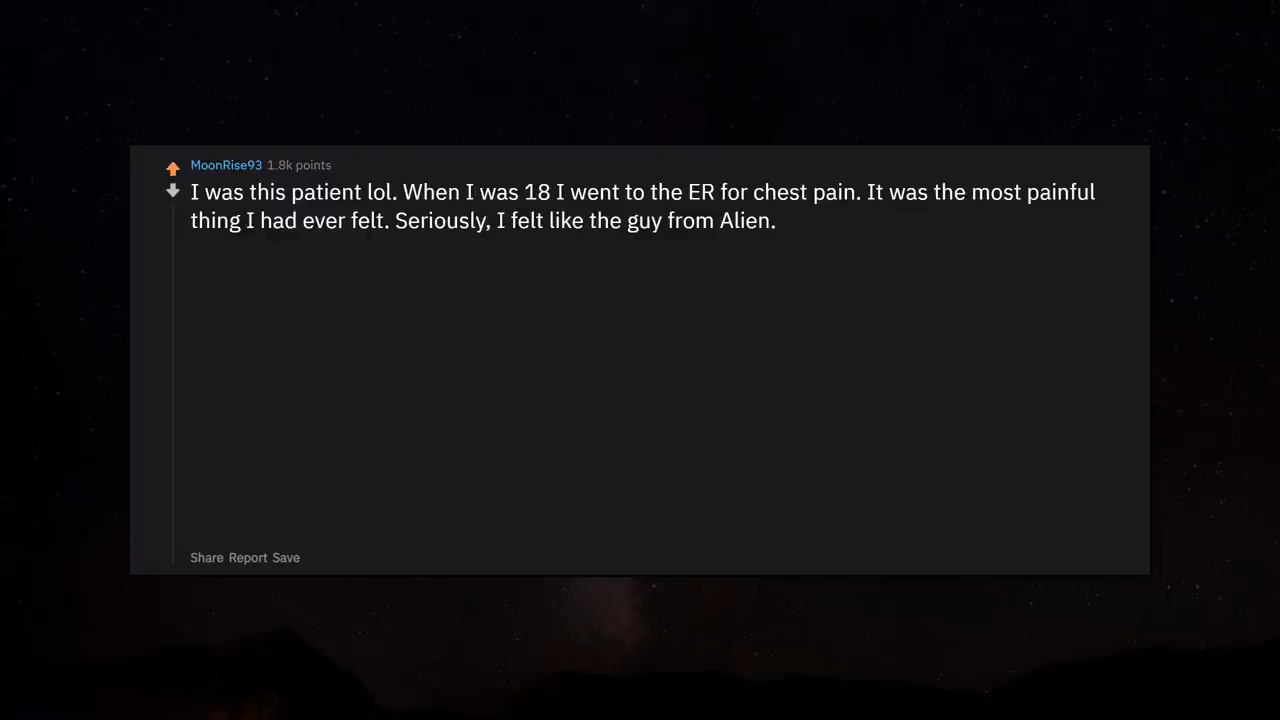 MoonRise93 1.8k points
I was this patient lol. When I was 18 I went to the ER for chest pain. It was the most painful
thing I had ever felt. Seriously, I felt like the guy from Alien.
Share Report Save